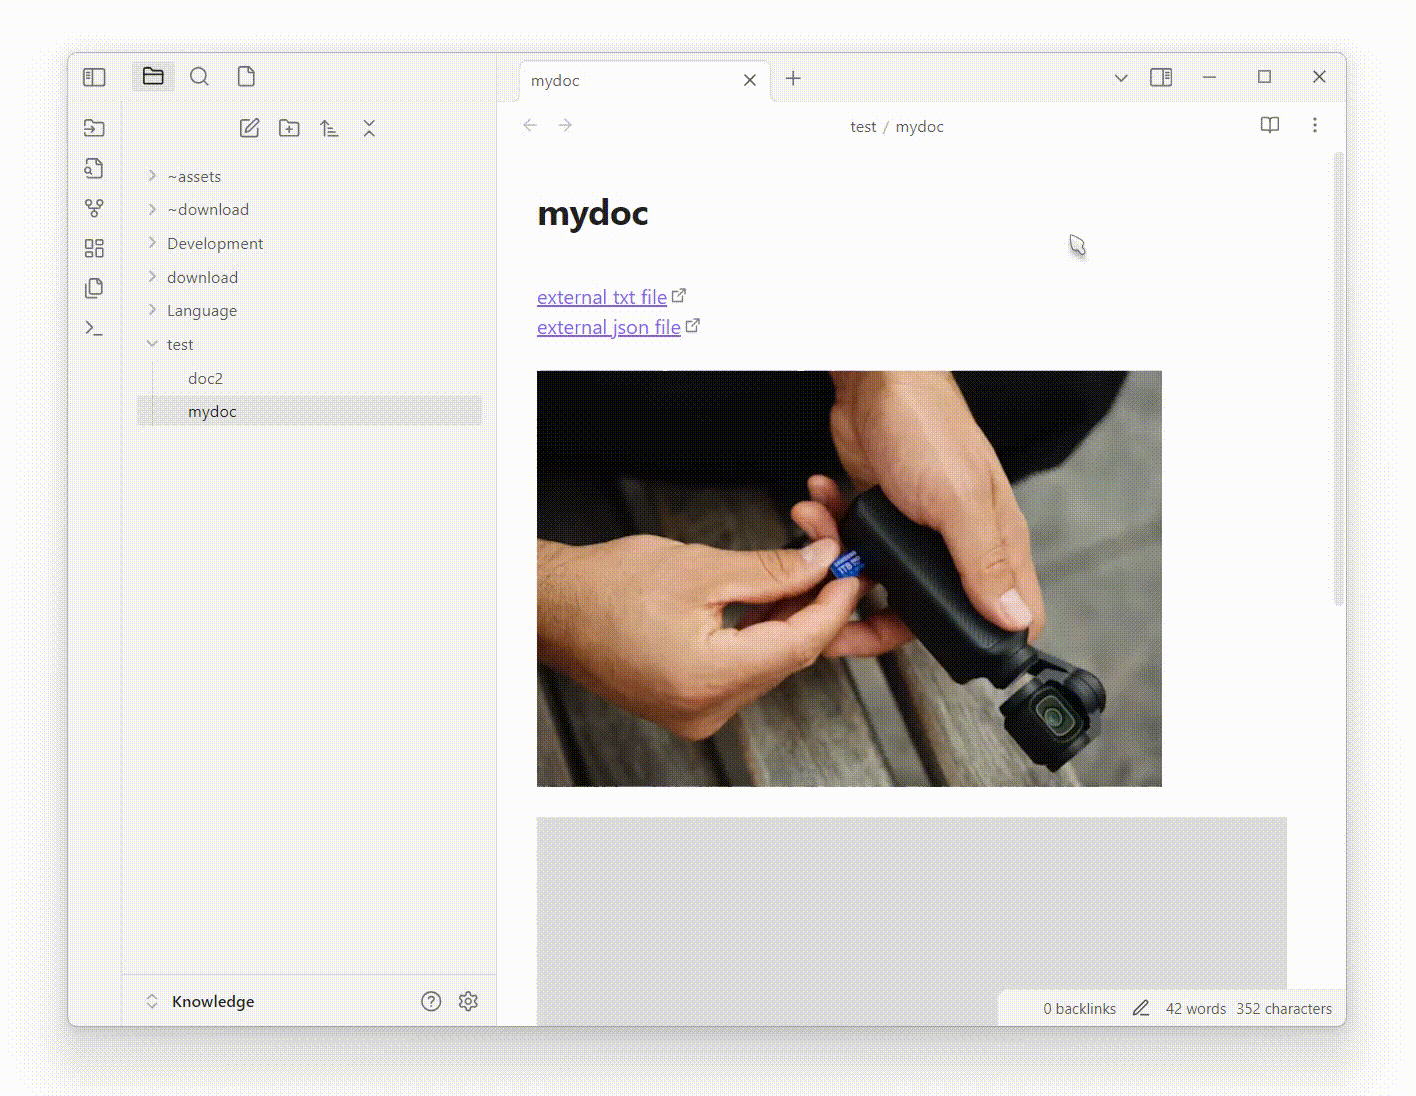 mydoc
test / mydoc
~assets
~download
Development
download
Language
test
doc2
mydoc
Knowledge
mydoc
external txt file
external json file
1TB
0 backlinks 42 words 352 characters